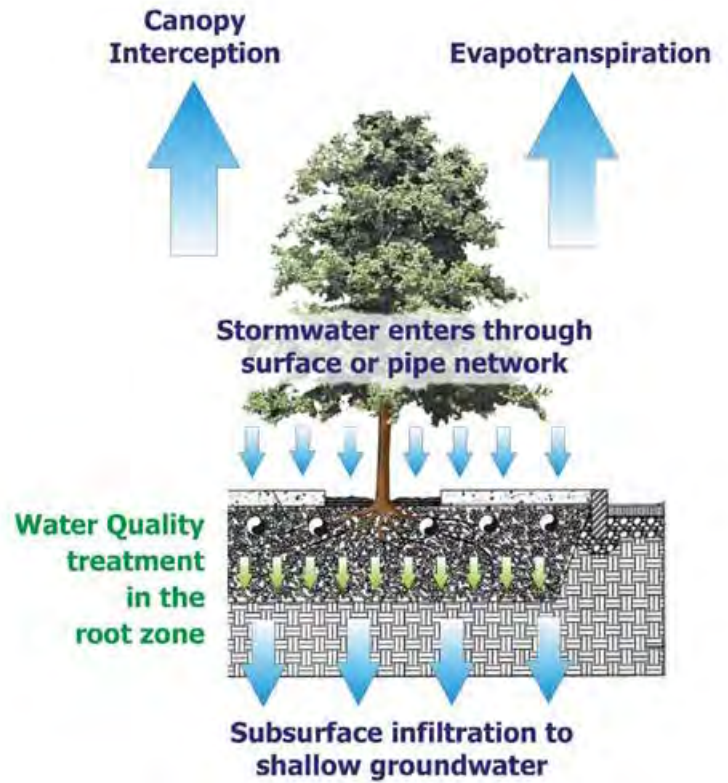 Canopy
Interception
Evapotranspiration
Stormwater enters through
surface or pipe network
Water Quality
treatment
in the
root zone
Subsurface infiltration to
shallow groundwater